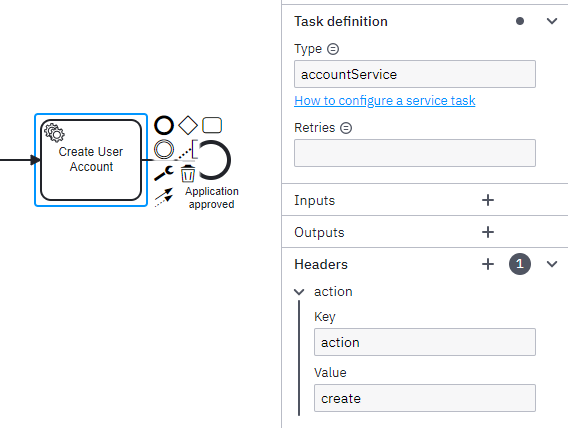 Create User
Account
Application
approved
Task definition
Type
accountService
How to configure a service task
Retries
Inputs
Outputs
Headers 1
action
Key
action
Value
create